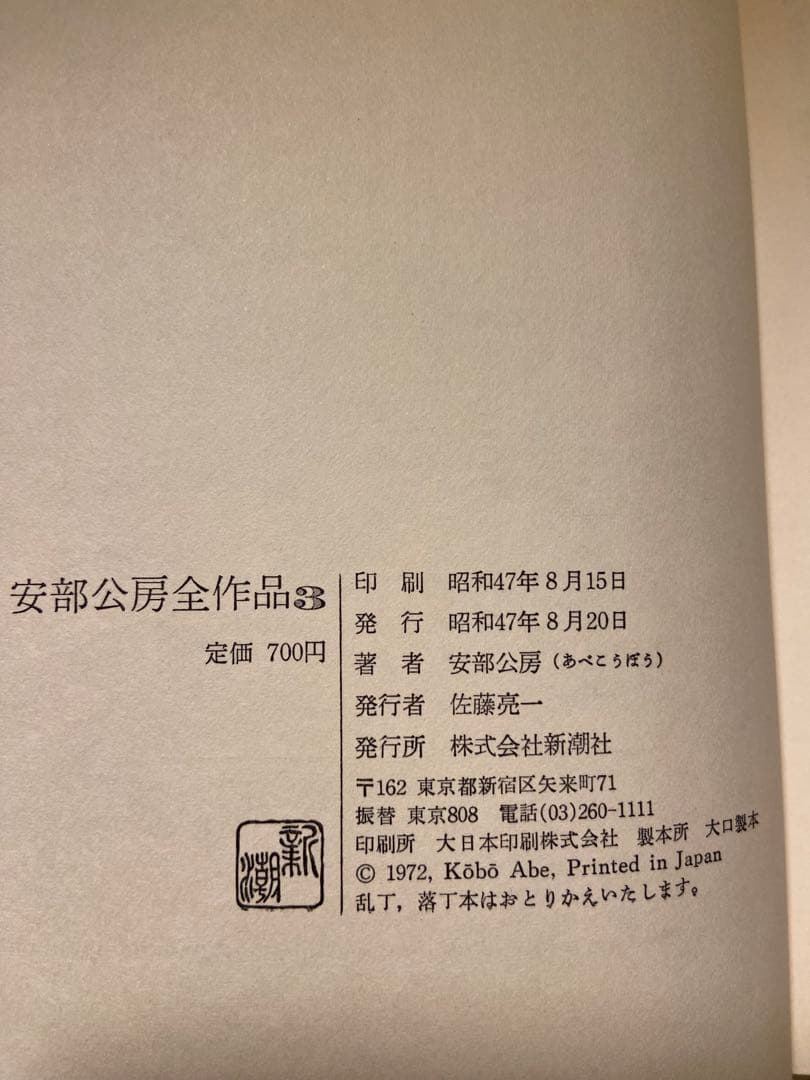 安部公房全作品3
定価 700円
印 刷 昭和47年8月15日
発 行 昭和47年8月20日
著 者 安部公房(あべこうぼう)
発行者 佐藤亮一
発行所 株式会社新潮社
〒162 東京都新宿区矢来町71
振替 東京808 電話(03)260-1111
印刷所 大日本印刷株式会社 製本所 大口製本
© 1972, Kōbō Abe, Printed in Japan
乱丁,落丁本はおとりかえいたします。
新潮